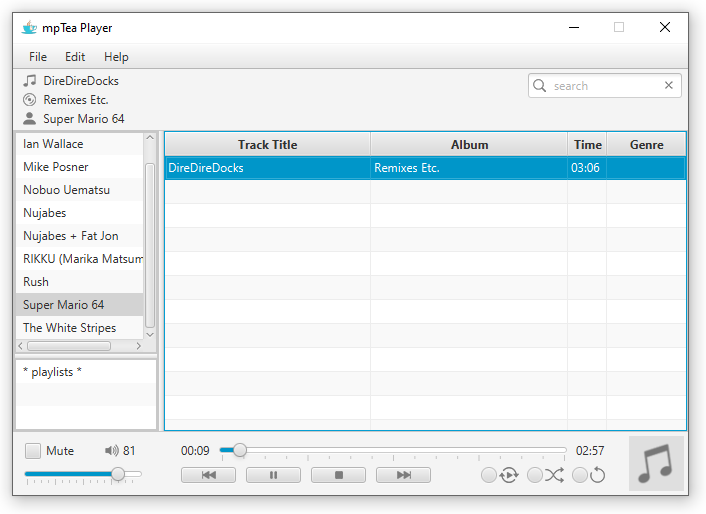 mpTea Player
File Edit Help
DireDireDocks
Remixes Etc.
Super Mario 64
search
Ian Wallace
Mike Posner
Nobuo Uematsu
Nujabes
Nujabes + Fat Jon
RIKKU (Marika Matsum
Rush
Super Mario 64
The White Stripes
* playlists *
Track Title Album Time Genre
DireDireDocks Remixes Etc. 03:06
Mute 81
00:09 02:57